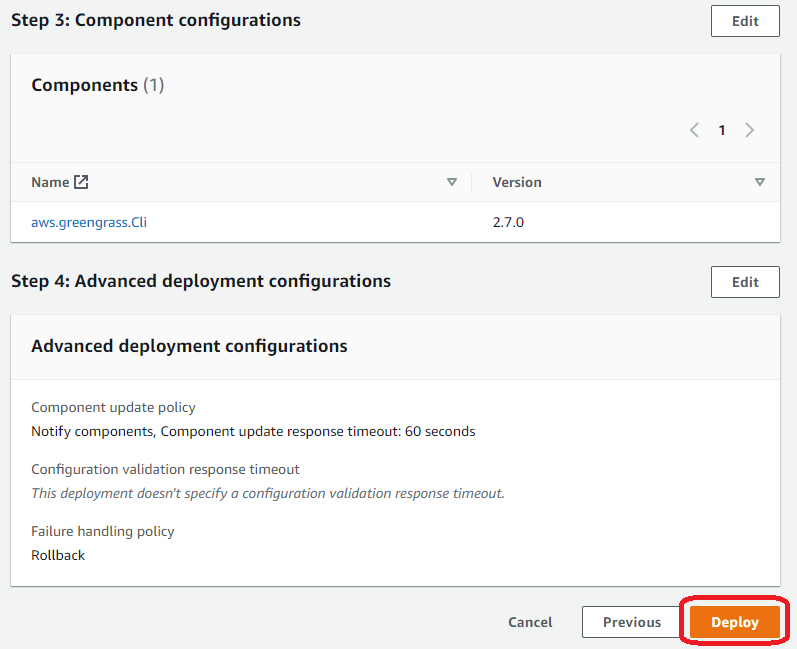 Step 3: Component configurations
Edit
Components (1)
1
Name
Version
aws.greengrass.Cli
2.7.0
Step 4: Advanced deployment configurations
Edit
Advanced deployment configurations
Component update policy
Notify components, Component update response timeout: 60 seconds
Configuration validation response timeout
This deployment doesn't specify a configuration validation response timeout.
Failure handling policy
Rollback
Cancel
Previous
Deploy